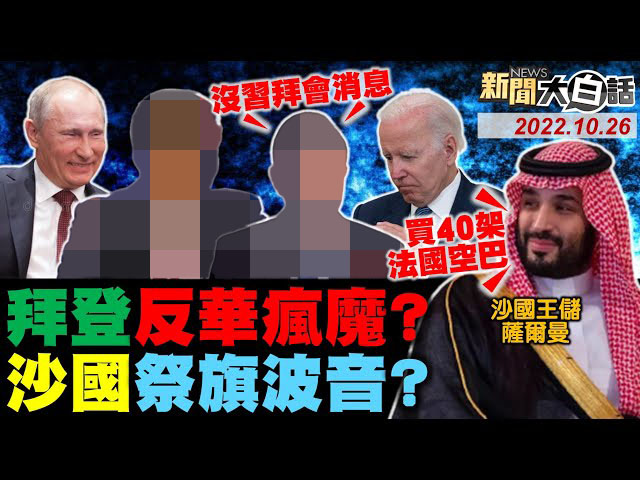 NEWS
新聞大白話
2022.10.26
沒習拜會消息
買40架
法國空巴
沙國王儲
薩爾曼
拜登反華瘋魔?
沙國祭旗波音?